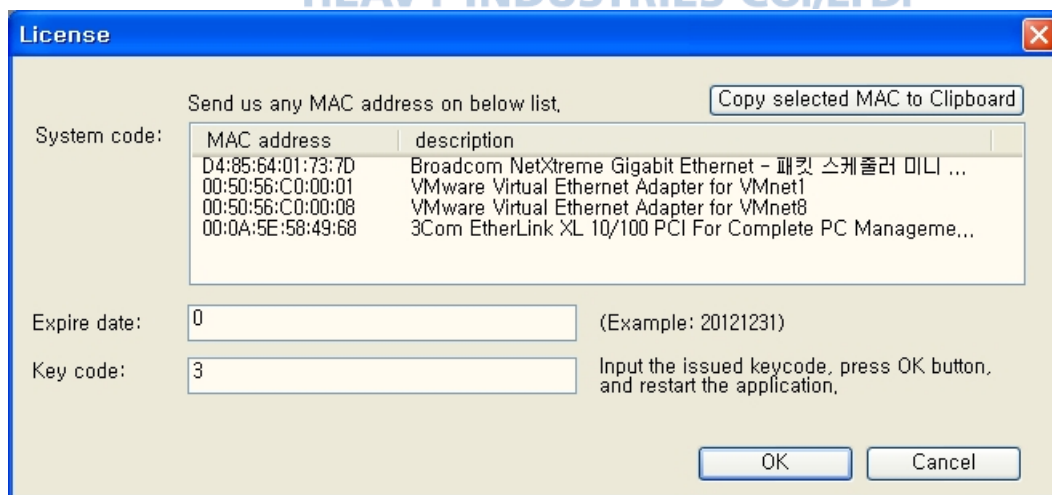 HEAVY INDUSTRIES CO.,LTD.
License
Send us any MAC address on below list,
Copy selected MAC to Clipboard
System code:
MAC address description
D4:85:64:01:73:7D Broadcom NetXtreme Gigabit Ethernet - 패킷 스케줄러 미니 ...
00:50:56:C0:00:01 VMware Virtual Ethernet Adapter for VMnet1
00:50:56:C0:00:08 VMware Virtual Ethernet Adapter for VMnet8
00:0A:5E:58:49:68 3Com EtherLink XL 10/100 PCI For Complete PC Manageme...
Expire date: 0 (Example: 20121231)
Key code: 3 Input the issued keycode, press OK button,
and restart the application,
OK Cancel